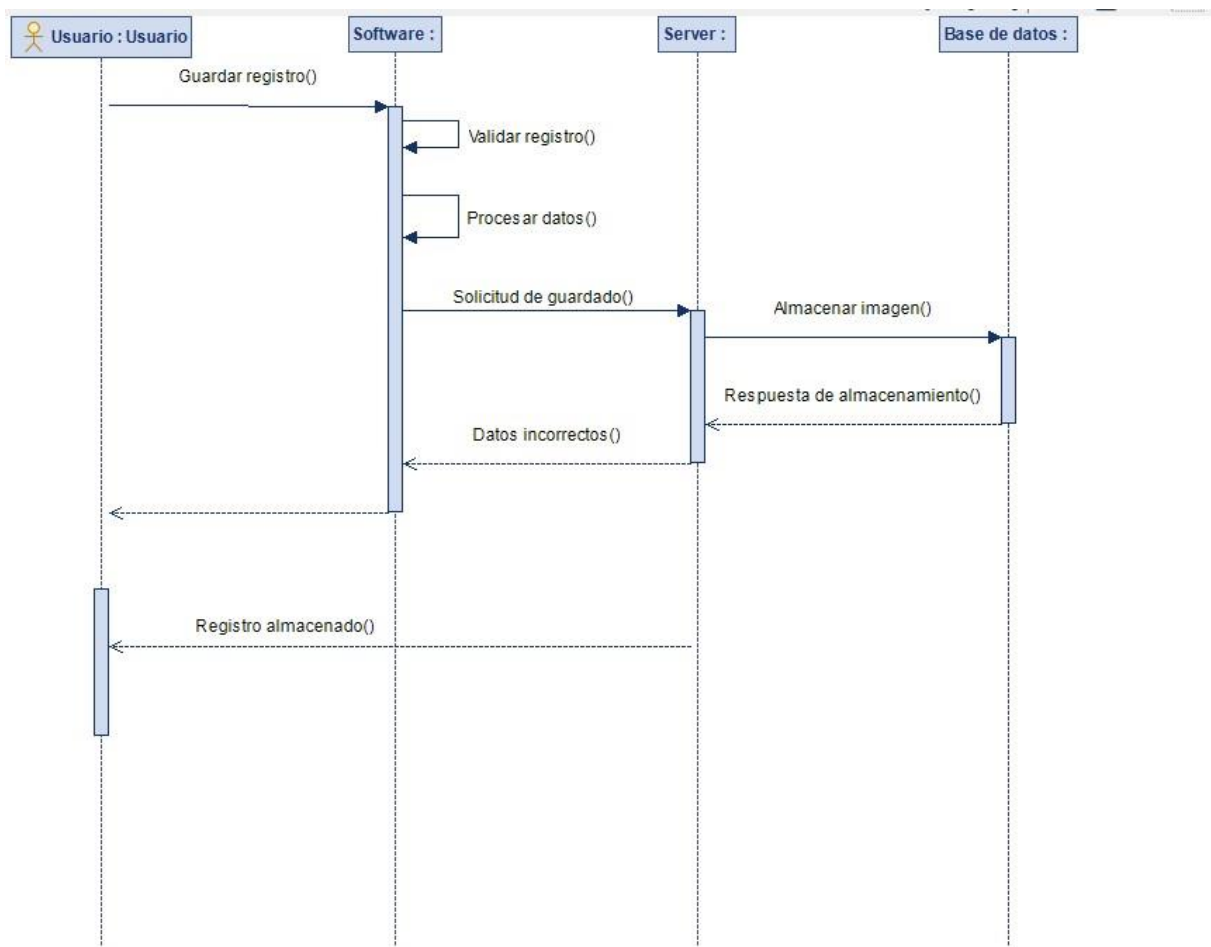 Usuario : Usuario
Software :
Server :
Base de datos :
Guardar registro()
Validar registro()
Procesar datos()
Solicitud de guardado()
Almacenar imagen()
Respuesta de almacenamiento()
Datos incorrectos()
Registro almacenado()